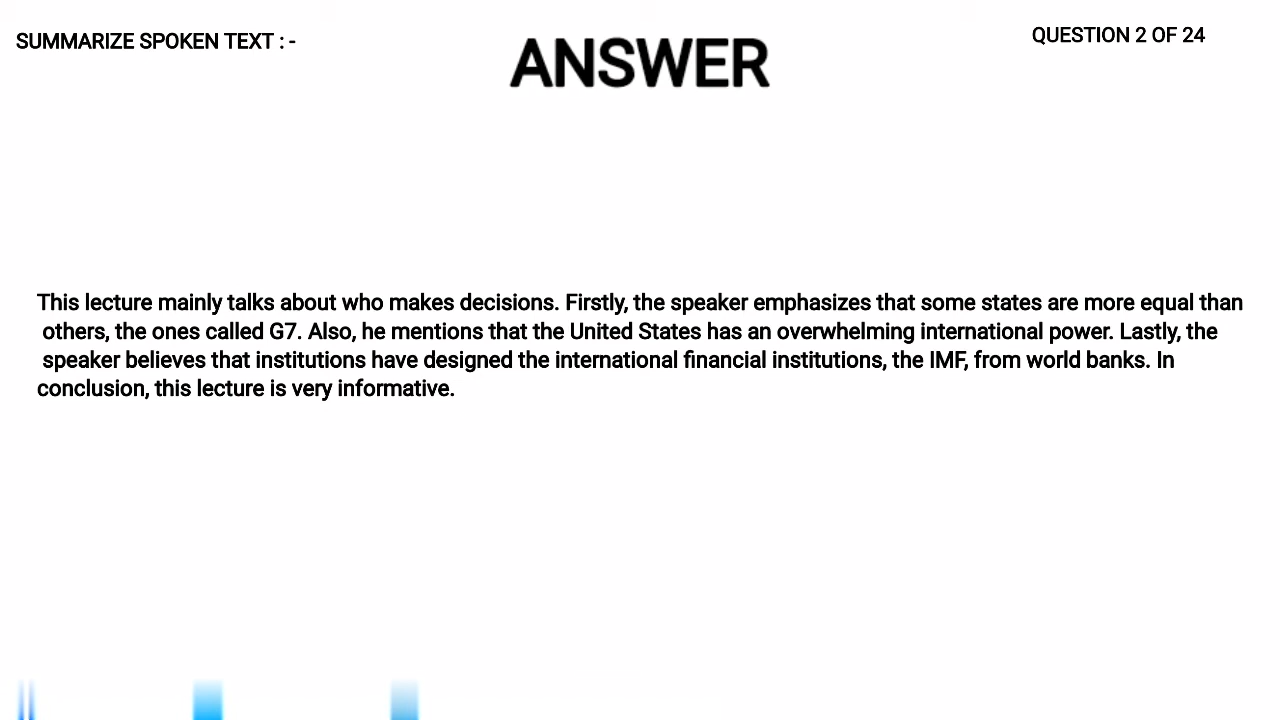 SUMMARIZE SPOKEN TEXT : -
ANSWER
QUESTION 2 OF 24
This lecture mainly talks about who makes decisions. Firstly, the speaker emphasizes that some states are more equal than
others, the ones called G7. Also, he mentions that the United States has an overwhelming international power. Lastly, the
speaker believes that institutions have designed the international financial institutions, the IMF, from world banks. In
conclusion, this lecture is very informative.